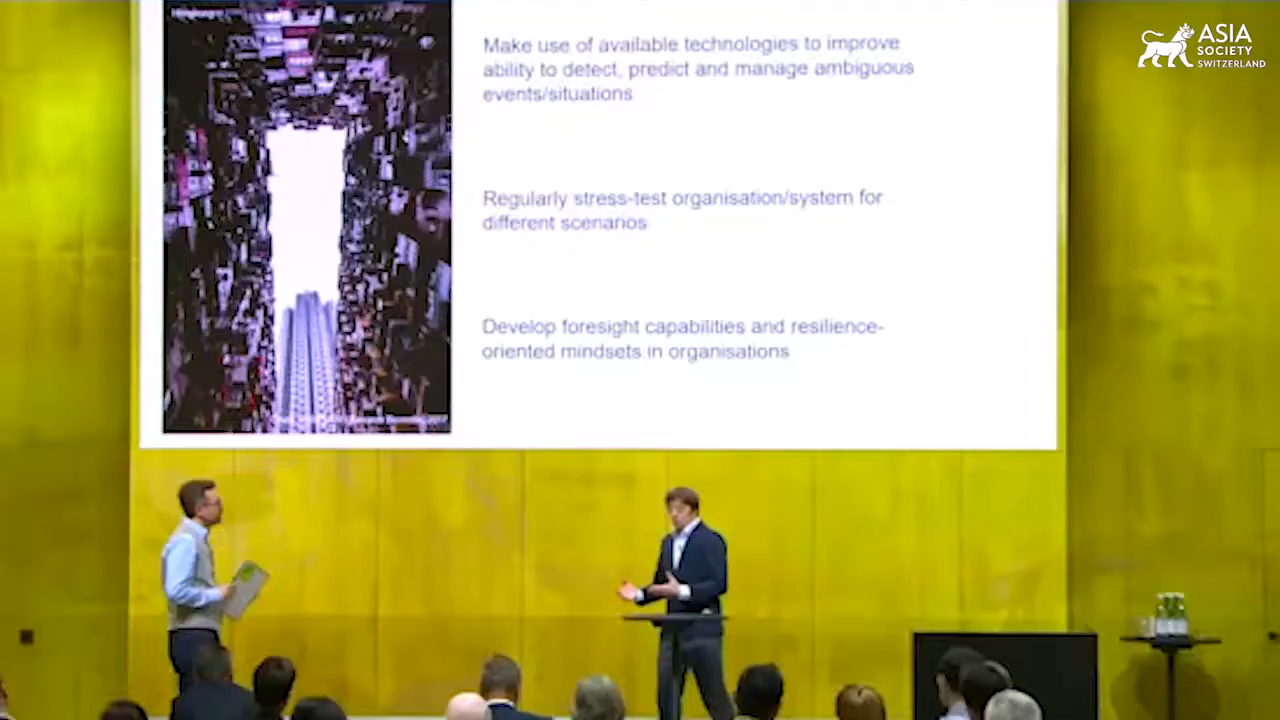 ASIA
SOCIETY
SWITZERLAND
Make use of available technologies to improve
ability to detect, predict and manage ambiguous
events/situations
Regularly stress-test organisation/system for
different scenarios
Develop foresight capabilities and resilience-
oriented mindsets in organisations